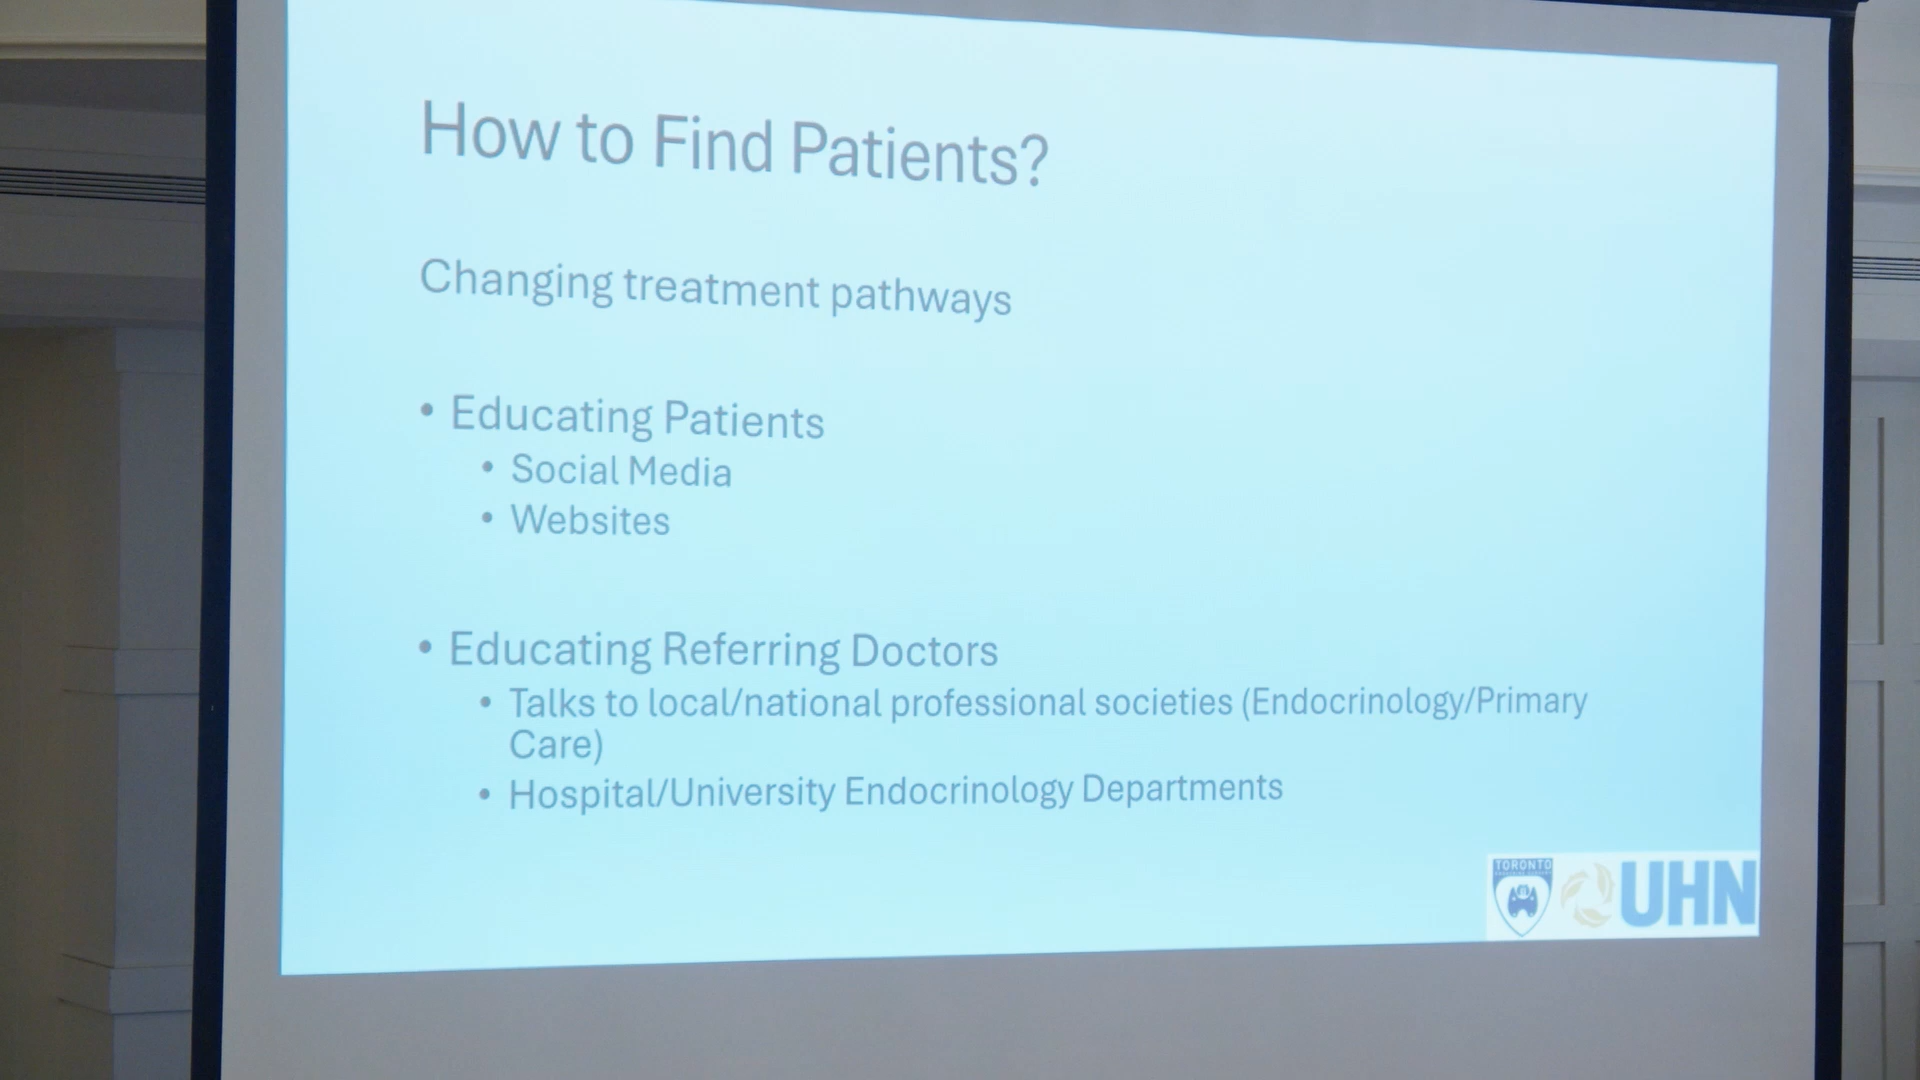 How to Find Patients?
Changing treatment pathways
• Educating Patients
• Social Media
• Websites
• Educating Referring Doctors
• Talks to local/national professional societies (Endocrinology/Primary
Care)
• Hospital/University Endocrinology Departments
TORONTO
UHN